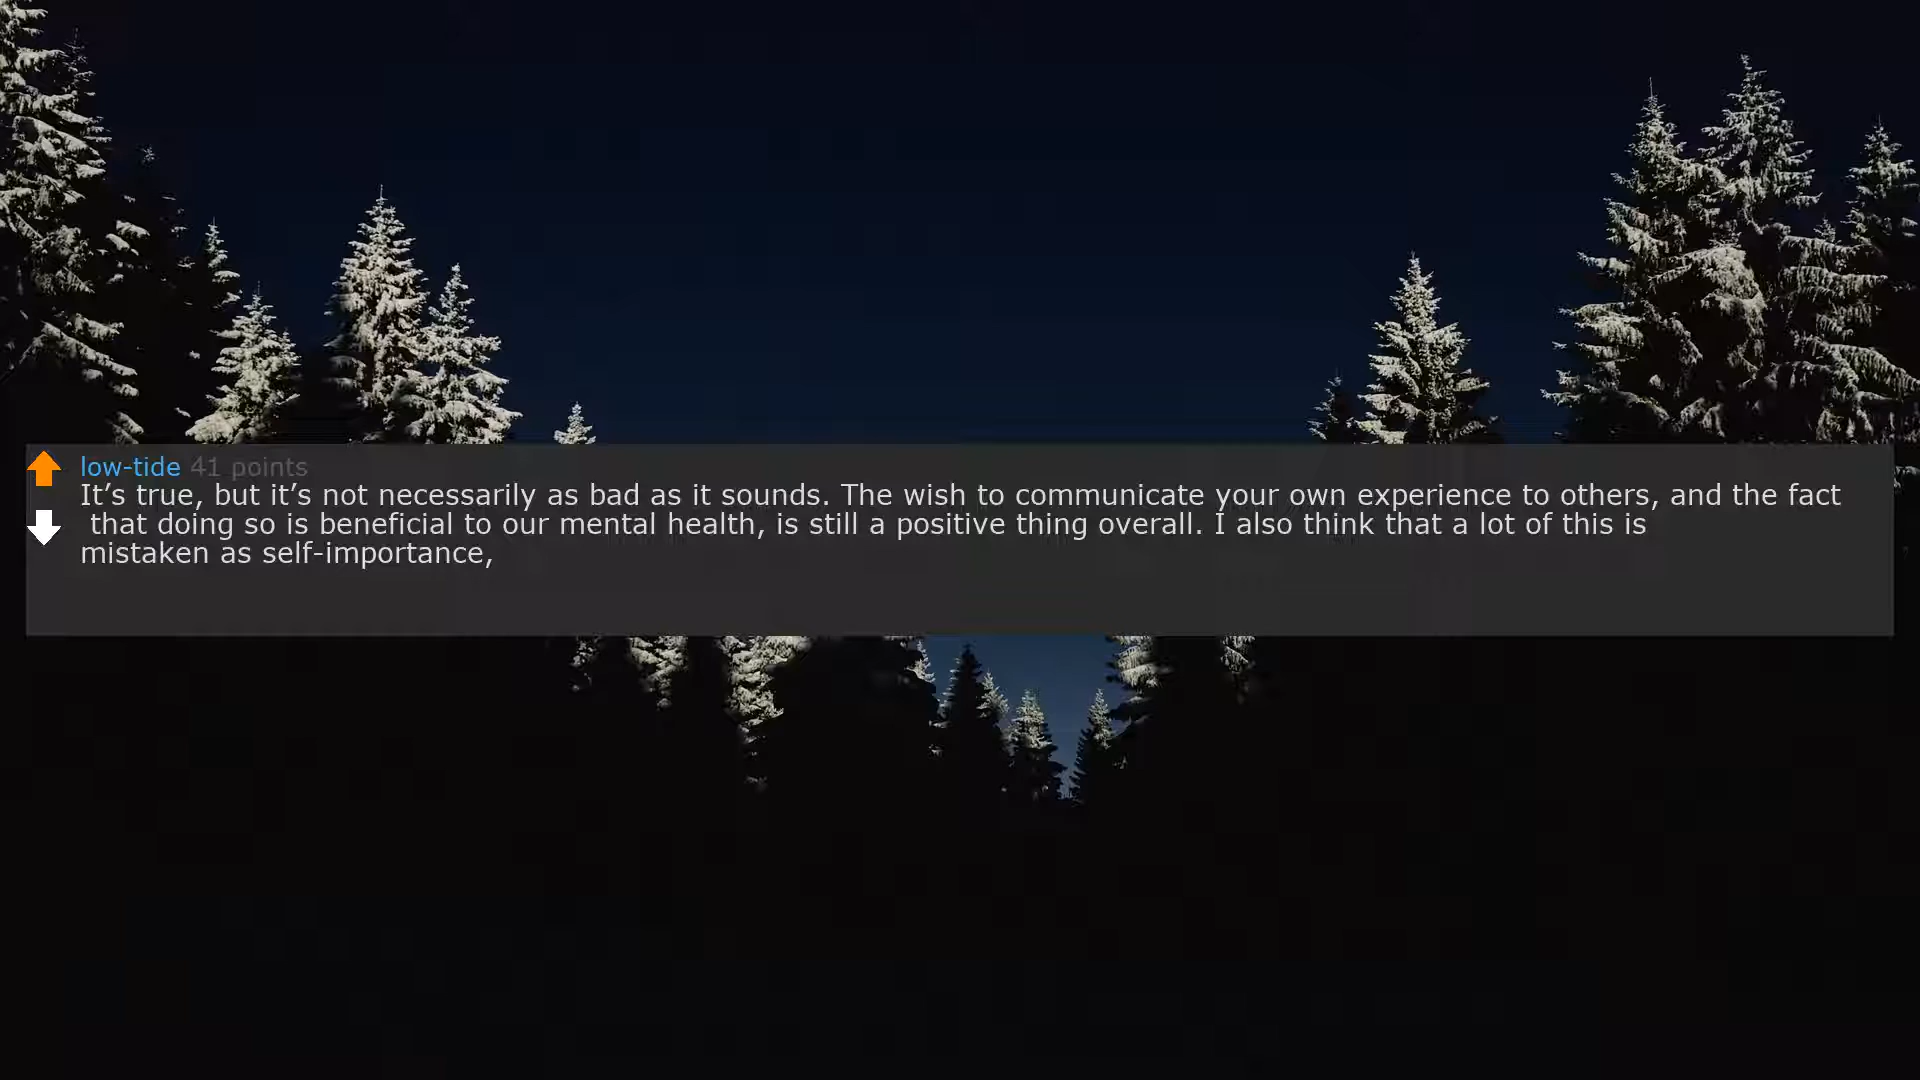 low-tide 41 points
It’s true, but it’s not necessarily as bad as it sounds. The wish to communicate your own experience to others, and the fact
that doing so is beneficial to our mental health, is still a positive thing overall. I also think that a lot of this is
mistaken as self-importance,